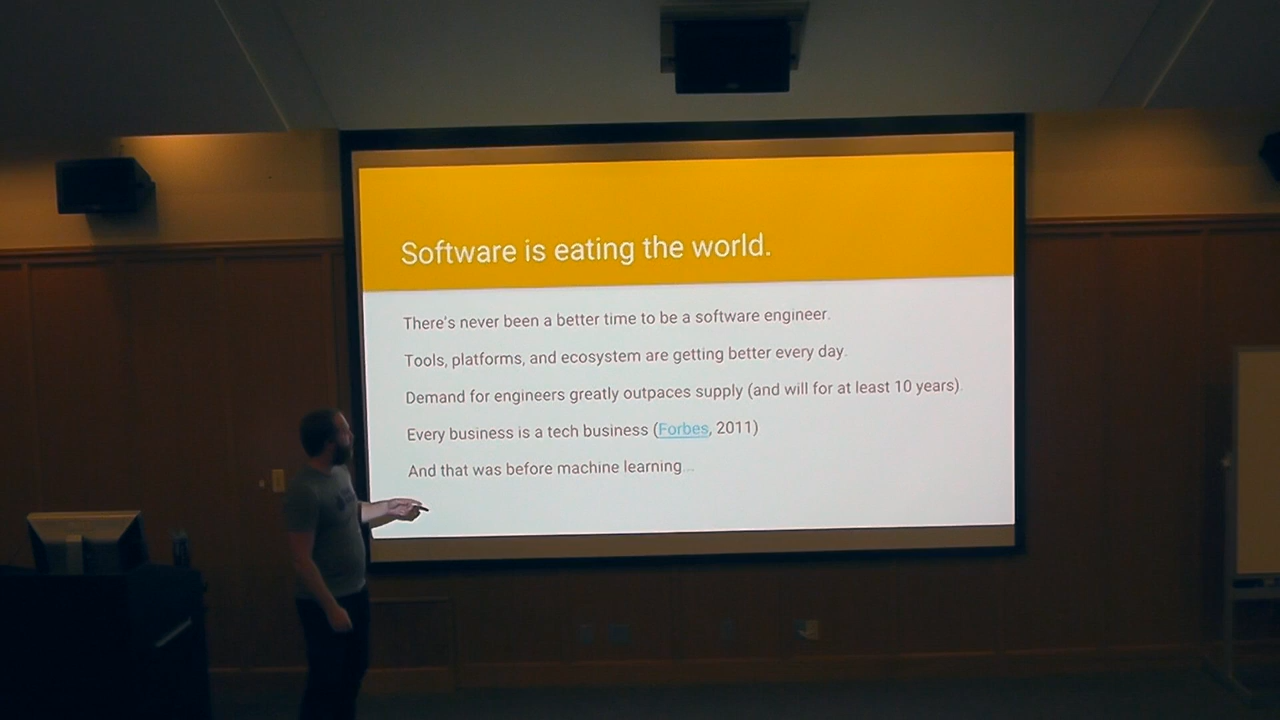 Software is eating the world.
There's never been a better time to be a software engineer.
Tools, platforms, and ecosystem are getting better every day.
Demand for engineers greatly outpaces supply (and will for at least 10 years).
Every business is a tech business (Forbes, 2011)
And that was before machine learning...